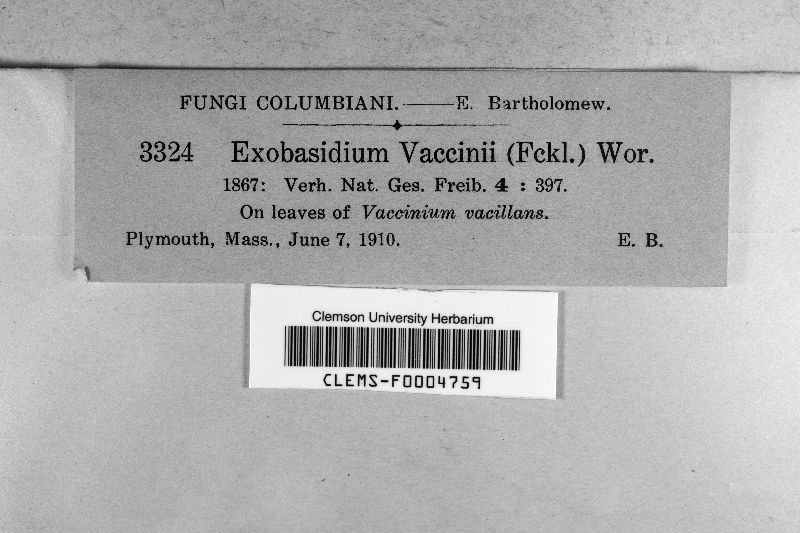 FUNGI COLUMBIANI.——E. Bartholomew.
3324 Exobasidium Vaccinii (Fckl.) Wor.
1867: Verh. Nat. Ges. Freib. 4 : 397.
On leaves of Vaccinium vacillans.
Plymouth, Mass., June 7, 1910. E. B.
Clemson University Herbarium
CLEMS-F0004759